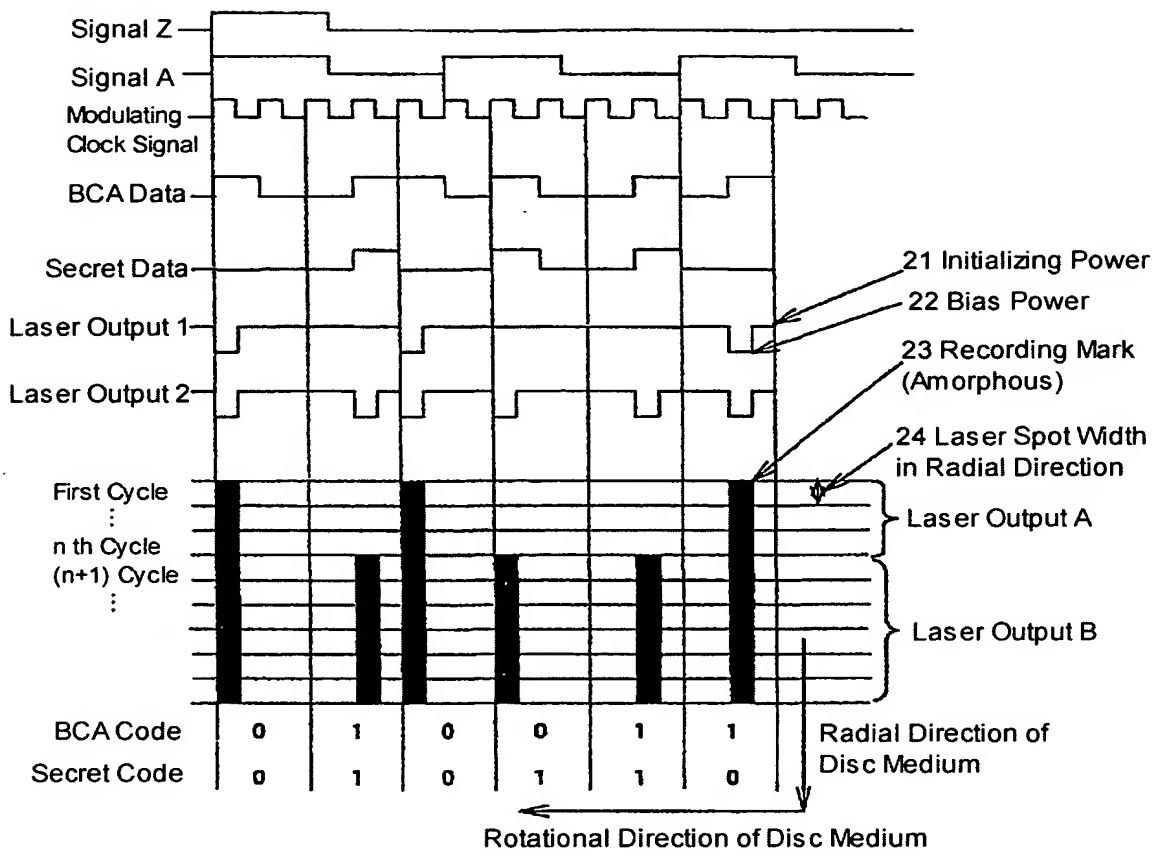 Signal Z
Signal A
Modulating
Clock Signal
BCA Data
Secret Data
21 Initializing Power
22 Bias Power
Laser Output 1
23 Recording Mark
(Amorphous)
Laser Output 2
24 Laser Spot Width
in Radial Direction
First Cycle
⋮
n th Cycle
(n+1) Cycle
⋮
Laser Output A
Laser Output B
BCA Code 0 1 0 0 1 1
Secret Code 0 1 0 1 1 0
Radial Direction of
Disc Medium
Rotational Direction of Disc Medium